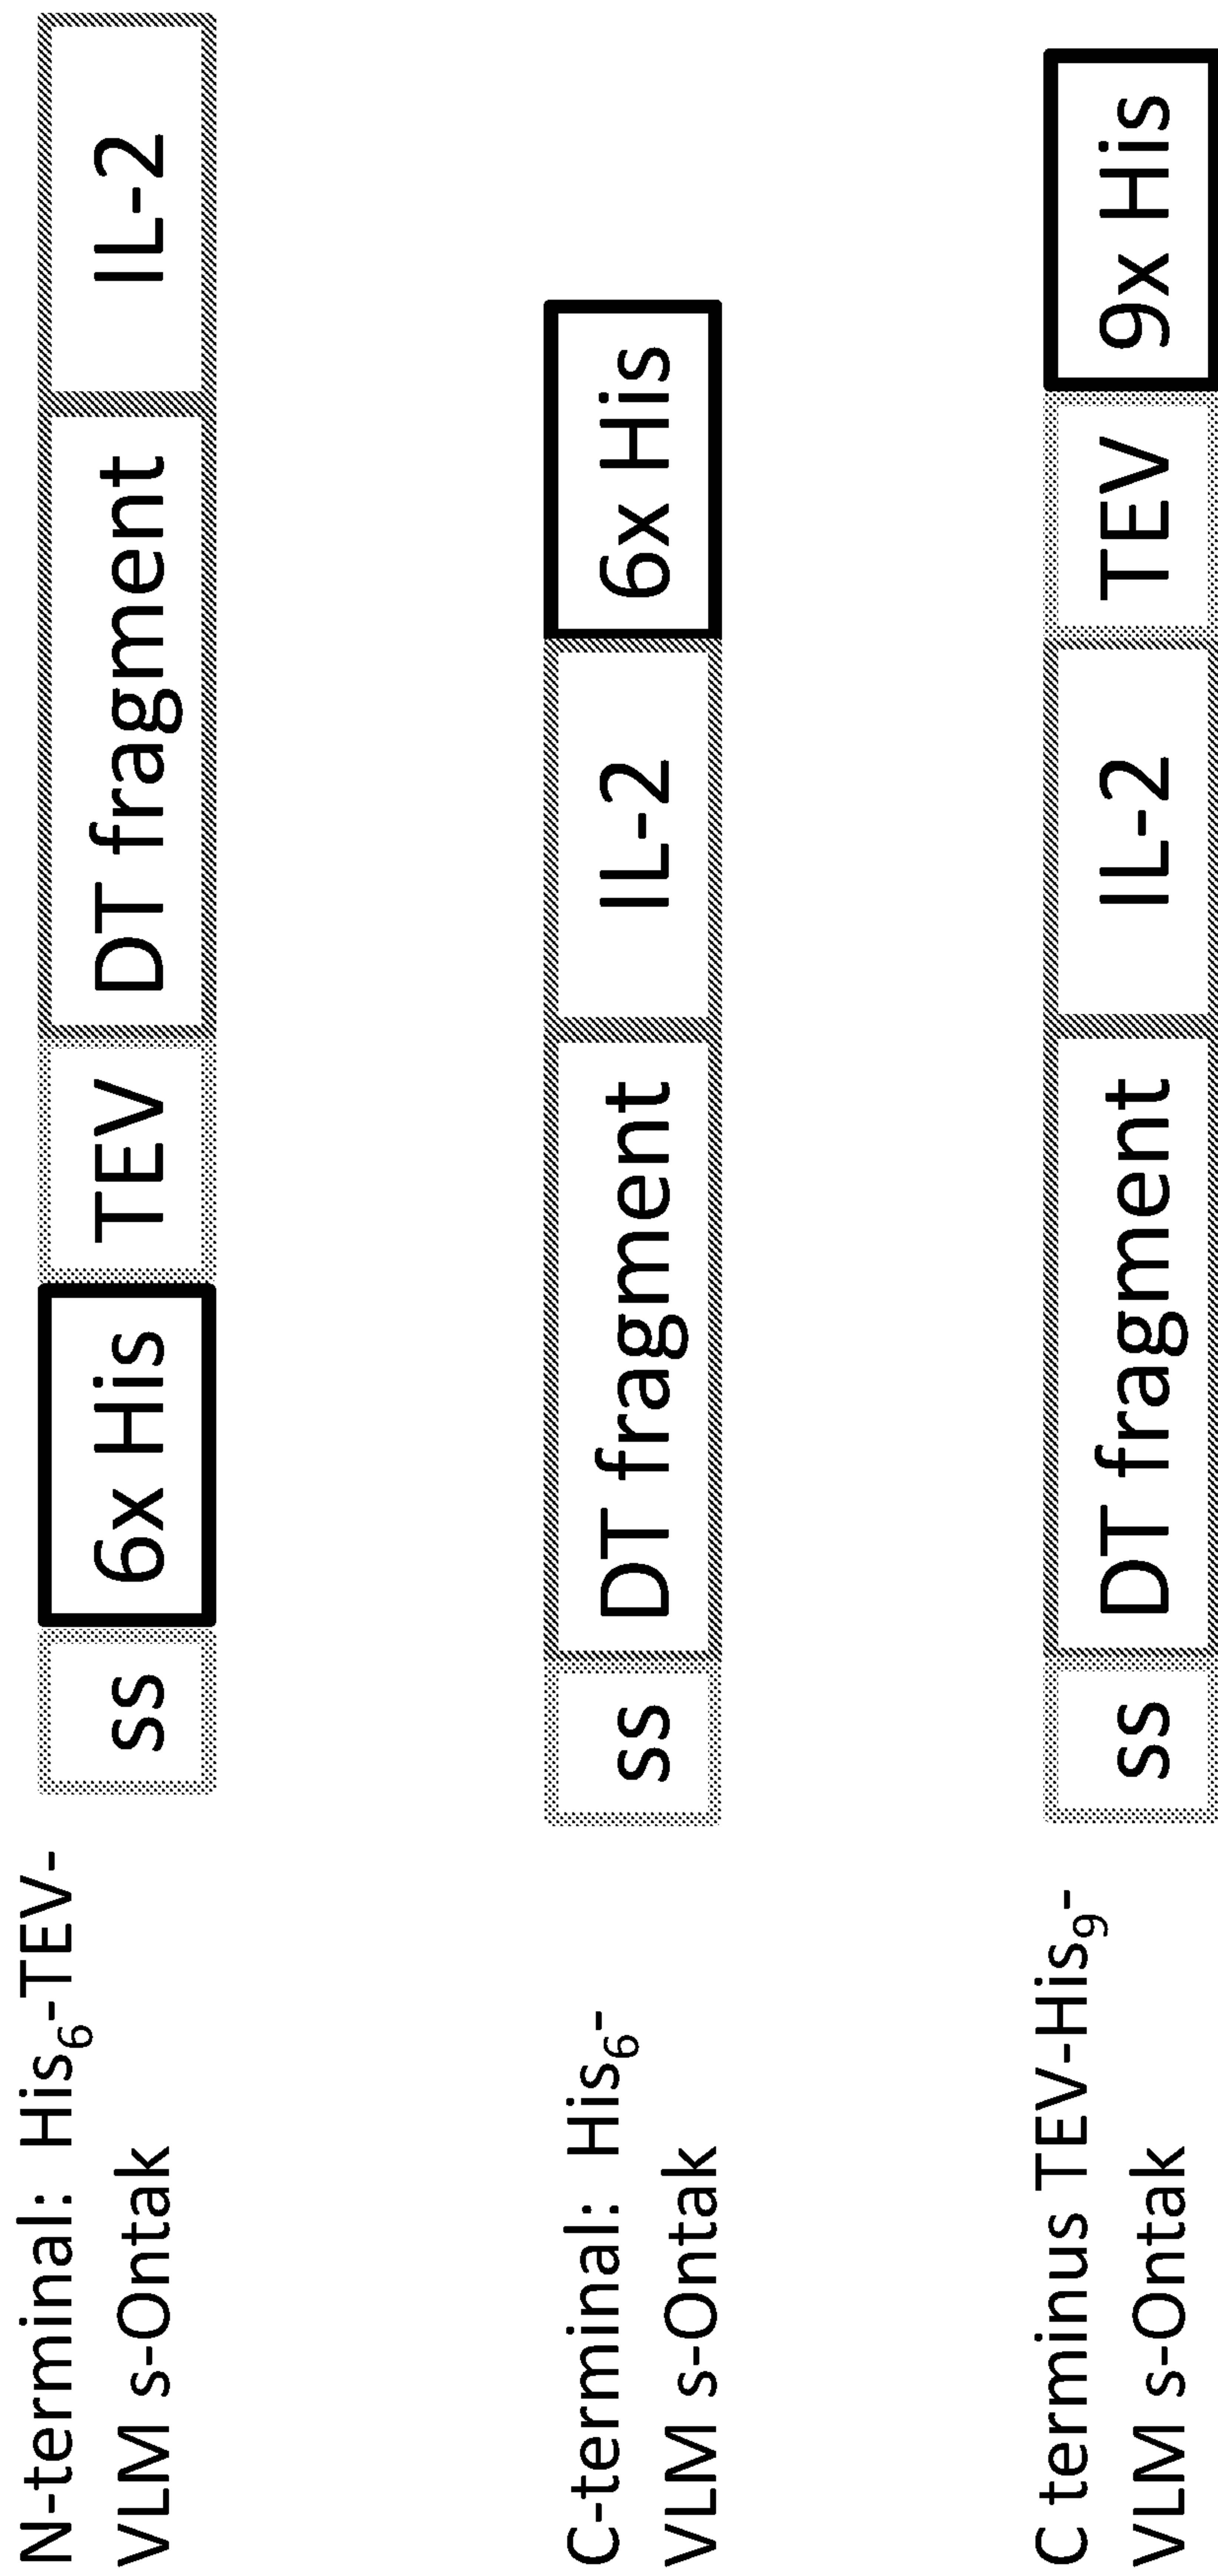 N-terminal: His6-TEV-
VLM s-Ontak
ss 6x His TEV DT fragment IL-2
C-terminal: His6-
VLM s-Ontak
ss DT fragment IL-2 6x His
C terminus TEV-His9-
VLM s-Ontak
ss DT fragment IL-2 TEV 9x His